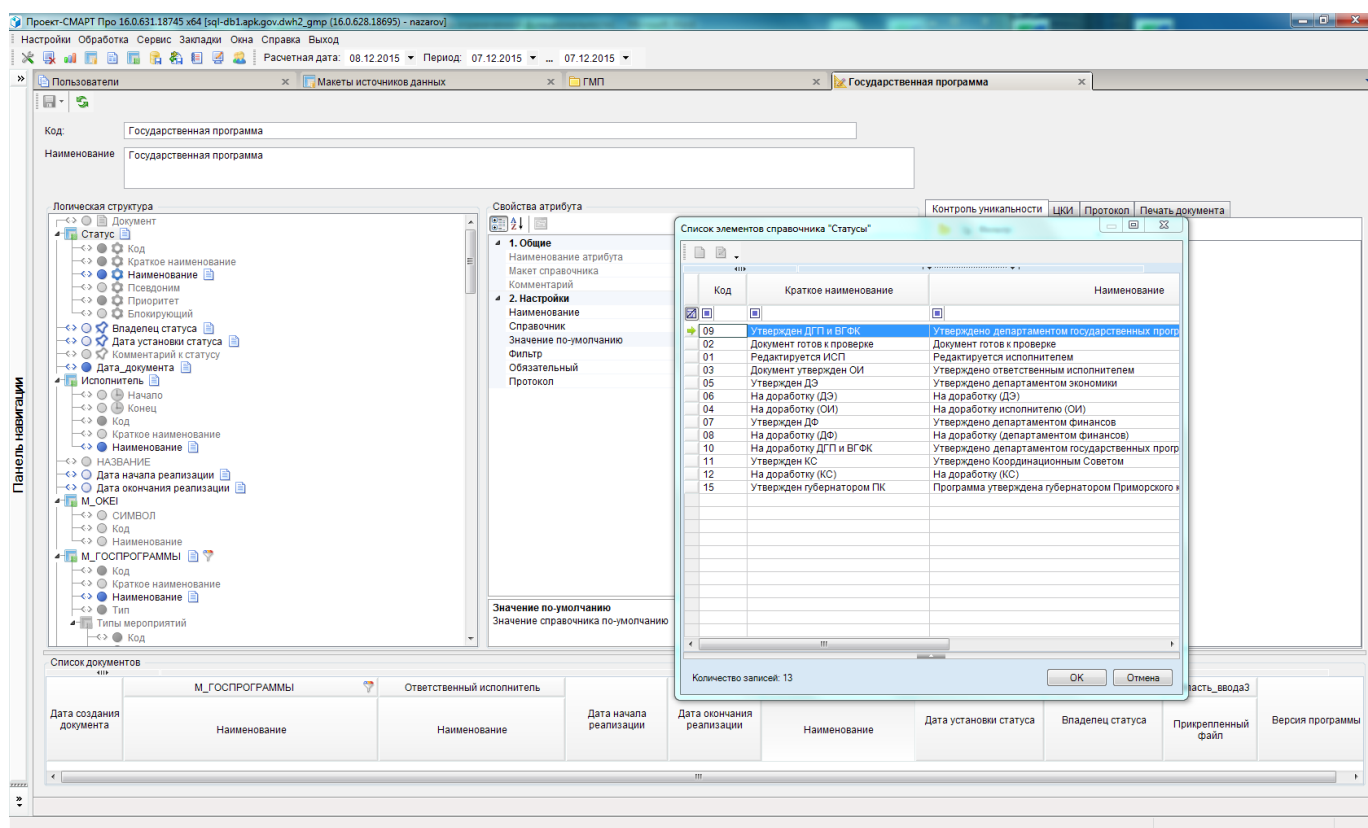 Проект-СМАРТ Про 16.0.631.18745 x64 [sql-db1.apk.gov.dwh2_gmp (16.0.628.18695) - nazarov]
Настройки Обработка Сервис Закладки Окна Справка Выход
Расчетная дата: 08.12.2015 Период: 07.12.2015 ... 07.12.2015
Пользователи Макеты источников данных ГМП Государственная программа
Код: Государственная программа
Наименование Государственная программа
Панель навигации
Логическая структура
Документ
Статус
Код
Краткое наименование
Наименование
Псевдоним
Приоритет
Блокирующий
Владелец статуса
Дата установки статуса
Комментарий к статусу
Дата_документа
Исполнитель
Начало
Конец
Код
Краткое наименование
Наименование
НАЗВАНИЕ
Дата начала реализации
Дата окончания реализации
М_OKEI
СИМВОЛ
Код
Наименование
М_ГОСПРОГРАММЫ
Код
Краткое наименование
Наименование
Тип
Типы мероприятий
Код
Свойства атрибута
1. Общие
Наименование атрибута
Макет справочника
Комментарий
2. Настройки
Наименование
Справочник
Значение по-умолчанию
Фильтр
Обязательный
Протокол
Значение по-умолчанию
Значение справочника по-умолчанию
Контроль уникальности ЦКИ Протокол Печать документа
Список элементов справочника "Статусы"
Код Краткое наименование Наименование
09 Утвержден ДГП и ВГФК Утверждено департаментом государственных прогр
02 Документ готов к проверке Документ готов к проверке
01 Редактируется ИСП Редактируется исполнителем
03 Документ утвержден ОИ Утверждено ответственным исполнителем
05 Утвержден ДЭ Утверждено департаментом экономики
06 На доработку (ДЭ) На доработку (ДЭ)
04 На доработку (ОИ) На доработку исполнителю (ОИ)
07 Утвержден ДФ Утверждено департаментом финансов
08 На доработку (ДФ) На доработку (департаментом финансов)
10 На доработку ДГП и ВГФК Утверждено департаментом государственных прогр
11 Утвержден КС Утверждено Координационным Советом
12 На доработку (КС) На доработку (КС)
15 Утвержден губернатором ПК Программа утверждена губернатором Приморского к
Количество записей: 13 OK Отмена
Список документов
М_ГОСПРОГРАММЫ Ответственный исполнитель ласть_ввода3
Дата создания документа Наименование Наименование Дата начала реализации Дата окончания реализации Наименование Дата установки статуса Владелец статуса Прикрепленный файл Версия программы